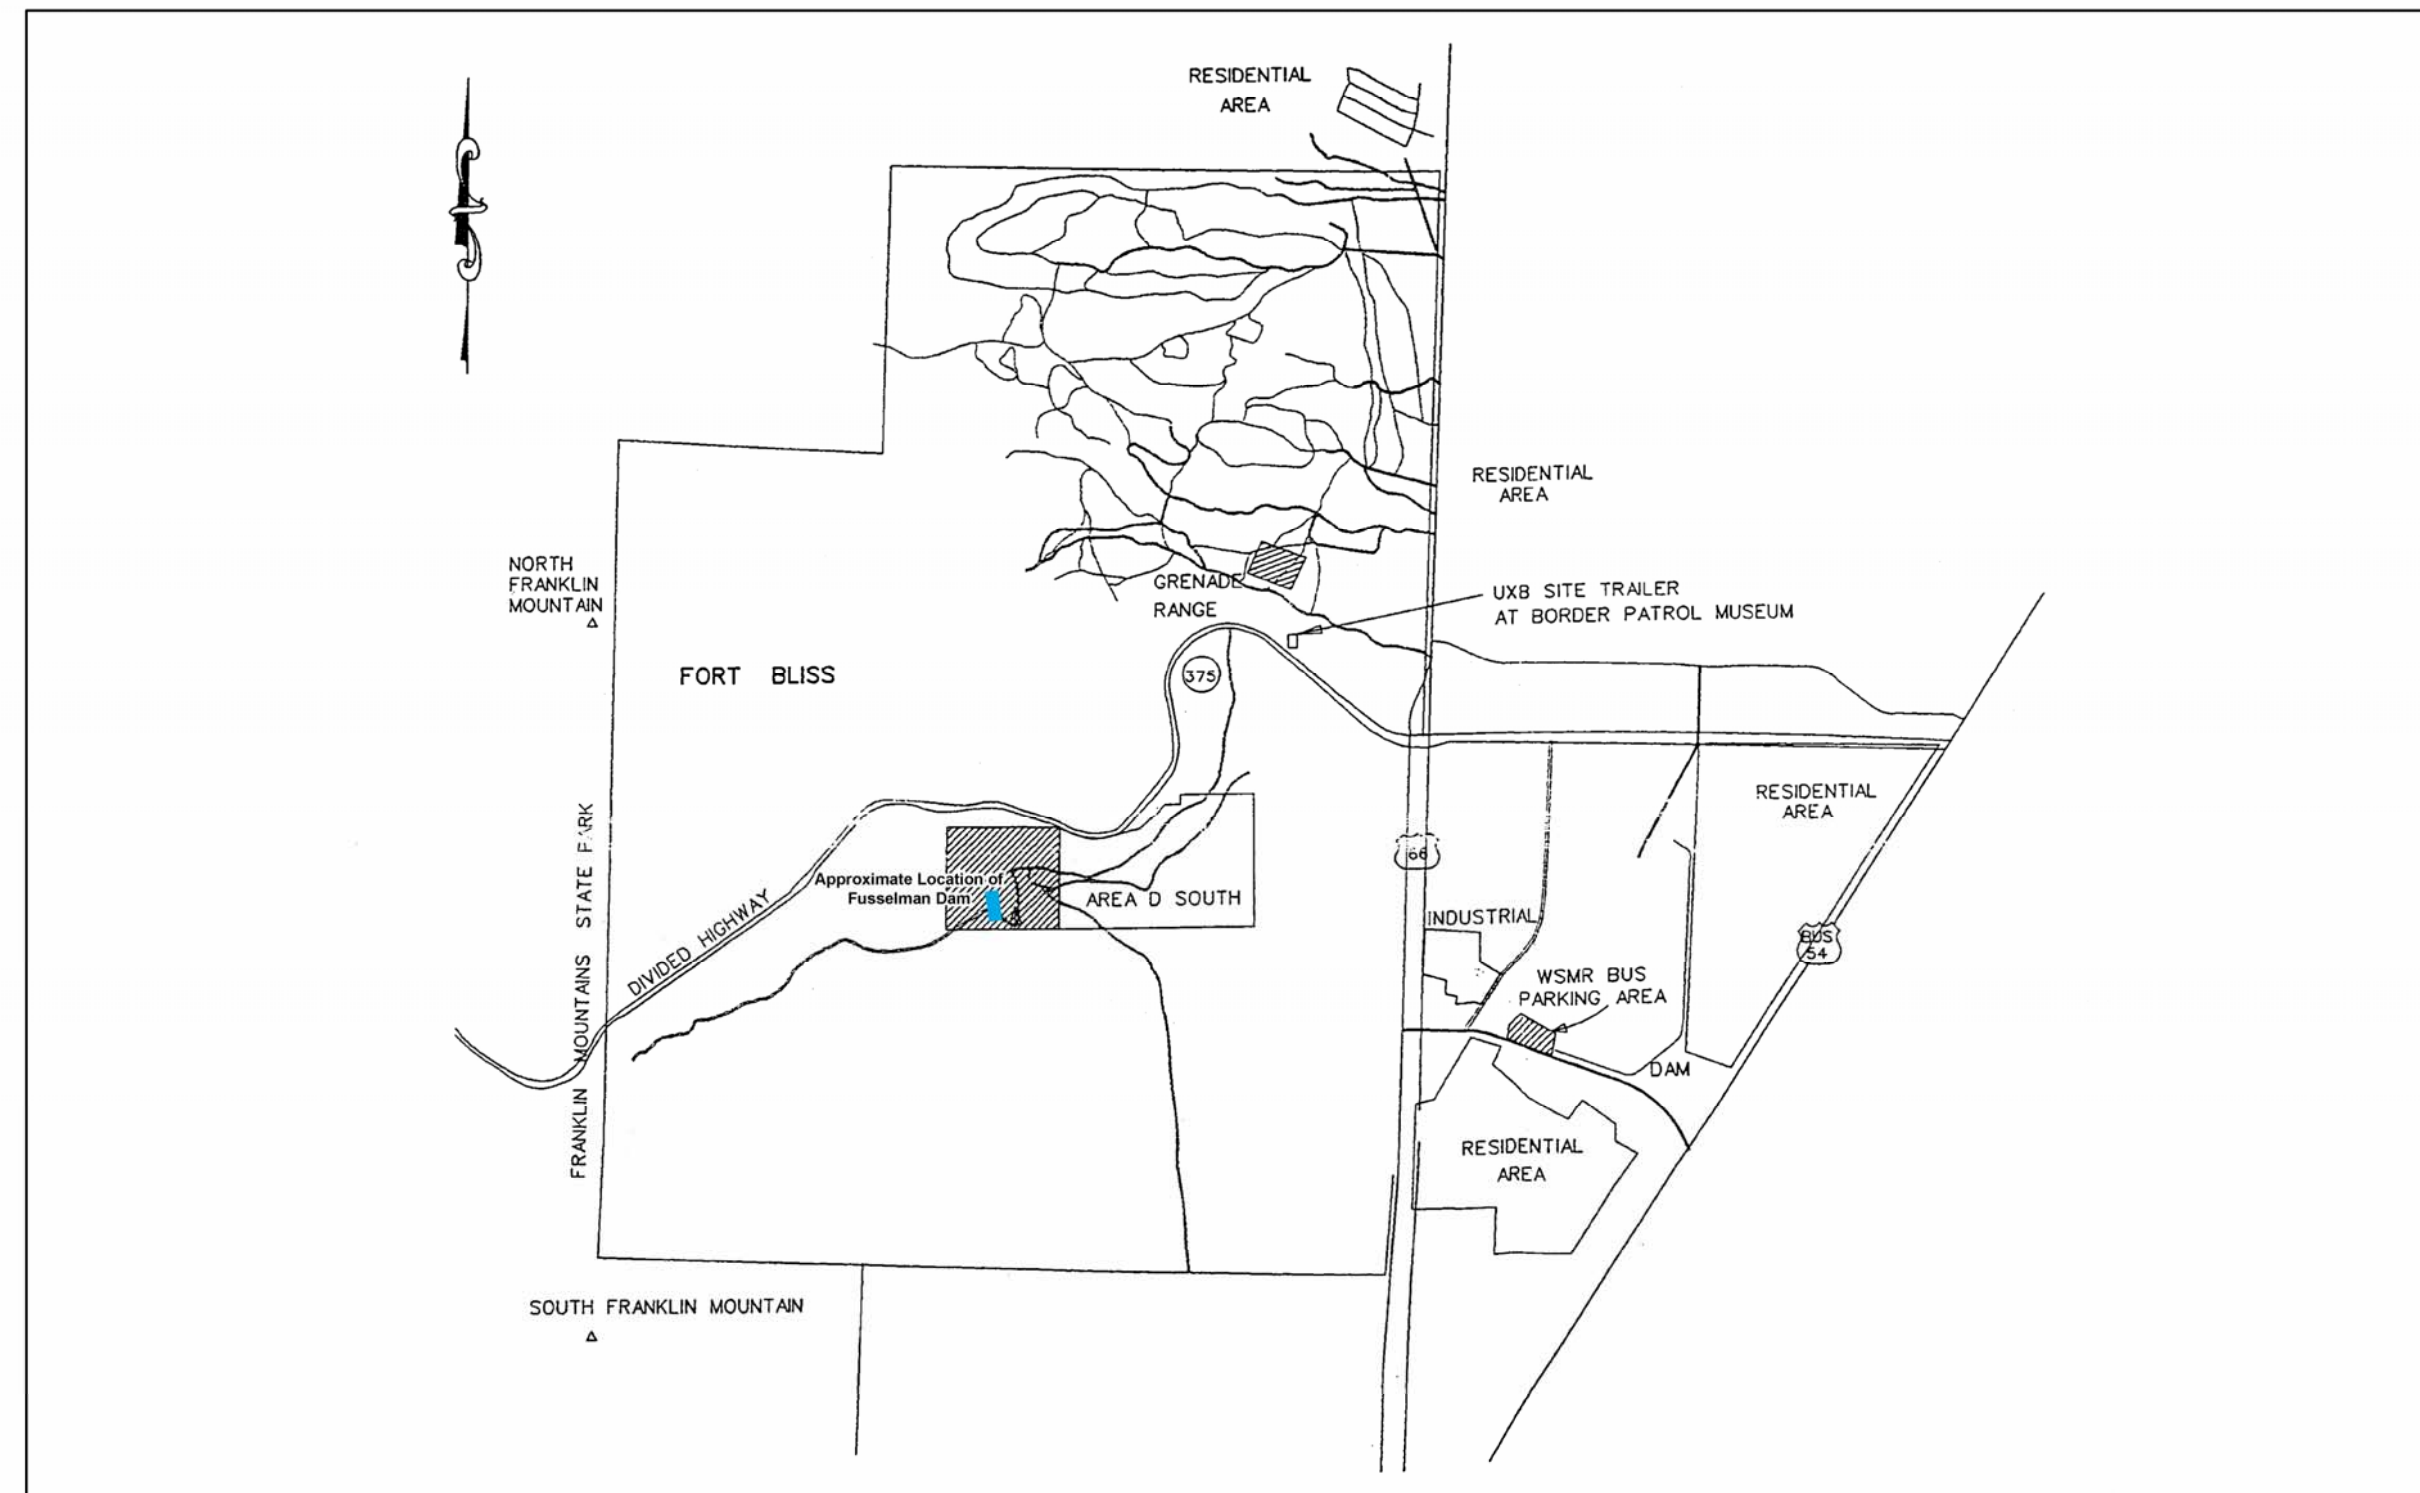 RESIDENTIAL
AREA
RESIDENTIAL
AREA
NORTH
FRANKLIN
MOUNTAIN
GRENADE
RANGE
UXB SITE TRAILER
AT BORDER PATROL MUSEUM
FORT BLISS
375
RESIDENTIAL
AREA
66
Approximate Location of
Fusselman Dam
AREA D SOUTH
DIVIDED HIGHWAY
FRANKLIN MOUNTAINS STATE PARK
INDUSTRIAL
BUS
54
WSMR BUS
PARKING AREA
DAM
RESIDENTIAL
AREA
SOUTH FRANKLIN MOUNTAIN